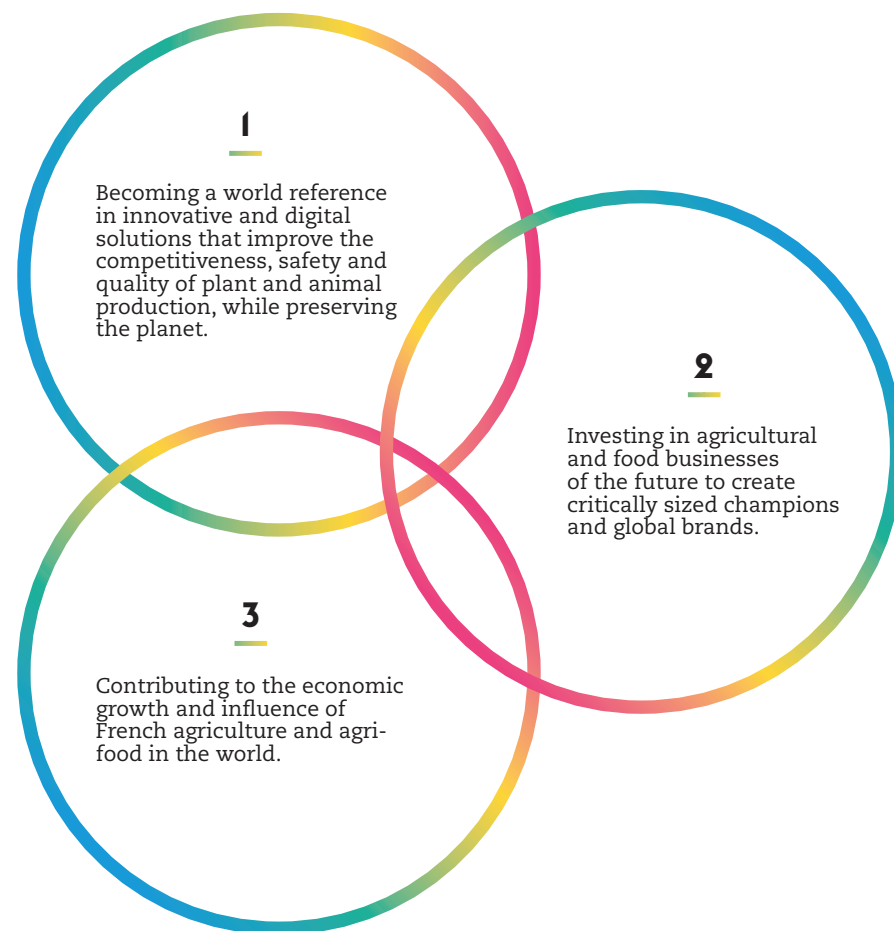 1
Becoming a world reference
in innovative and digital
solutions that improve the
competitiveness, safety and
quality of plant and animal
production, while preserving
the planet.
2
Investing in agricultural
and food businesses
of the future to create
critically sized champions
and global brands.
3
Contributing to the economic
growth and influence of
French agriculture and agri-
food in the world.